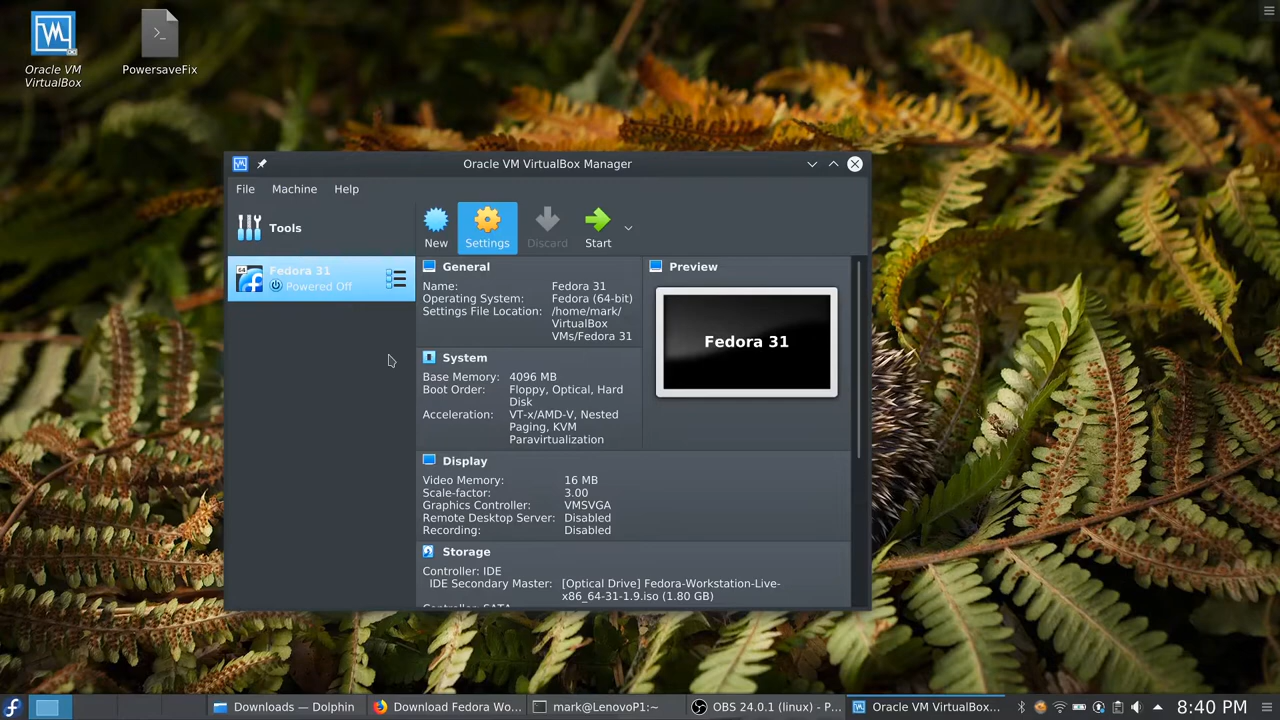 Oracle VM
VirtualBox
PowersaveFix
Oracle VM VirtualBox Manager
File Machine Help
Tools
New Settings Discard Start
64
Fedora 31
Powered Off
General
Name: Fedora 31
Operating System: Fedora (64-bit)
Settings File Location: /home/mark/
VirtualBox
VMs/Fedora 31
System
Base Memory: 4096 MB
Boot Order: Floppy, Optical, Hard
Disk
Acceleration: VT-x/AMD-V, Nested
Paging, KVM
Paravirtualization
Preview
Fedora 31
Display
Video Memory: 16 MB
Scale-factor: 3.00
Graphics Controller: VMSVGA
Remote Desktop Server: Disabled
Recording: Disabled
Storage
Controller: IDE
IDE Secondary Master: [Optical Drive] Fedora-Workstation-Live-
x86_64-31-1.9.iso (1.80 GB)
Controller: SATA
Downloads — Dolphin
Download Fedora Wo...
mark@LenovoP1:~
OBS 24.0.1 (linux) - P...
Oracle VM VirtualBox...
8:40 PM